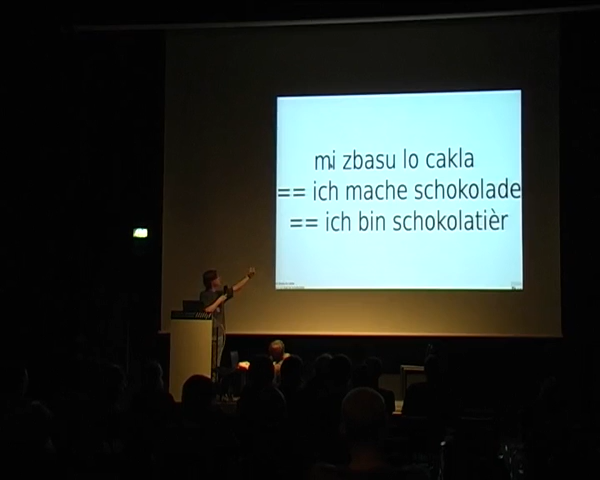 mi zbasu lo cakla
== ich mache schokolade
== ich bin schokolatièr